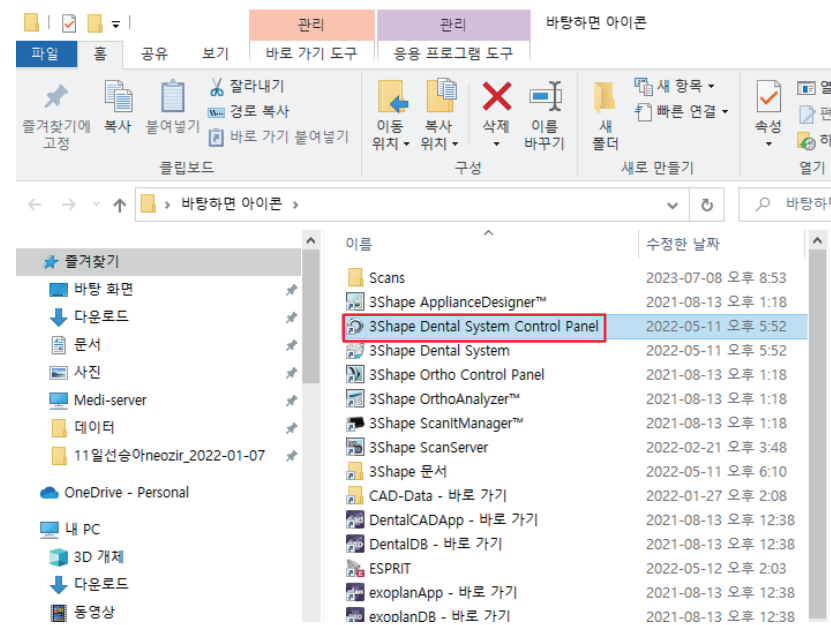 관리 관리 바탕하면 아이콘
파일 홈 공유 보기 바로 가기 도구 응용 프로그램 도구
즐겨찾기에 고정
복사
붙여넣기
잘라내기
경로 복사
바로 가기 붙여넣기
클립보드
이동 위치
복사 위치
삭제
이름 바꾸기
구성
새 폴더
새 항목
빠른 연결
새로 만들기
속성
열
편
히
열기
바탕하면 아이콘
바탕하면
즐겨찾기
바탕 화면
다운로드
문서
사진
Medi-server
데이터
11일선승아neozir_2022-01-07
OneDrive - Personal
내 PC
3D 개체
다운로드
동영상
이름 수정한 날짜
Scans 2023-07-08 오후 8:53
3Shape ApplianceDesigner™ 2021-08-13 오후 1:18
3Shape Dental System Control Panel 2022-05-11 오후 5:52
3Shape Dental System 2022-05-11 오후 5:52
3Shape Ortho Control Panel 2021-08-13 오후 1:18
3Shape OrthoAnalyzer™ 2021-08-13 오후 1:18
3Shape ScanItManager™ 2021-08-13 오후 1:18
3Shape ScanServer 2022-02-21 오후 3:48
3Shape 문서 2022-05-11 오후 6:10
CAD-Data - 바로 가기 2022-01-27 오후 2:08
DentalCADApp - 바로 가기 2021-08-13 오후 12:38
DentalDB - 바로 가기 2021-08-13 오후 12:38
ESPRIT 2022-05-12 오후 2:03
exoplanApp - 바로 가기 2021-08-13 오후 12:38
exoplanDB - 바로 가기 2021-08-13 오후 12:38